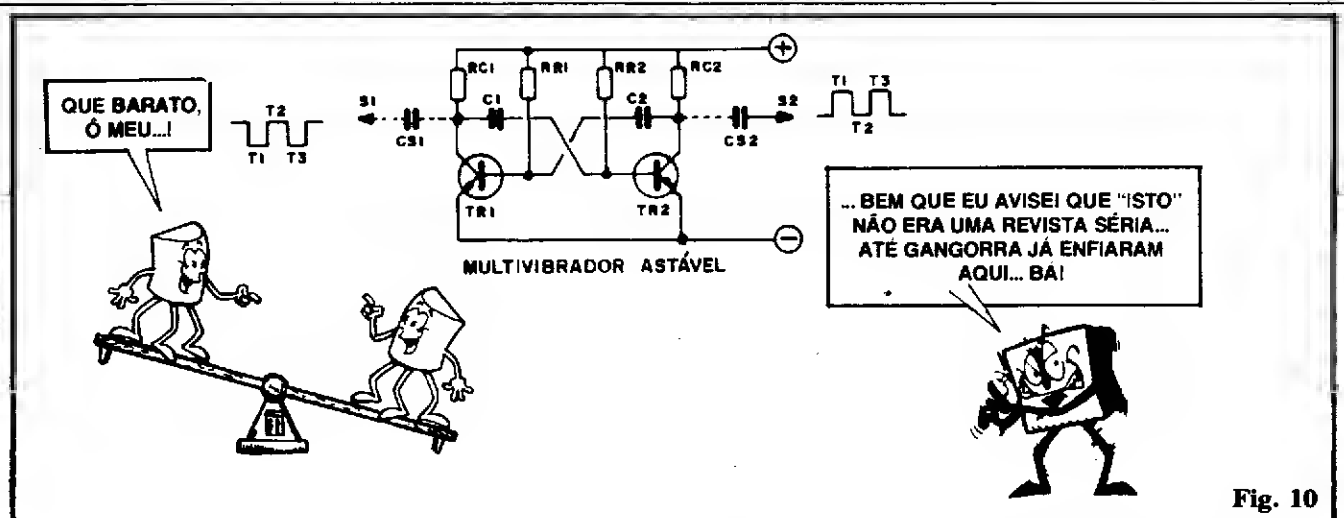 QUE BARATO,
Ô MEU...!
T2
T1 T3
S1
CS1
RC1
C1
RR1
RR2
C2
RC2
+
S2
CS2
T1 T3
T2
TR1
TR2
−
MULTIVIBRADOR ASTÁVEL
... BEM QUE EU AVISEI QUE "ISTO"
NÃO ERA UMA REVISTA SÉRIA...
ATÉ GANGORRA JÁ ENFIARAM
AQUI... BÁ!
Fig. 10